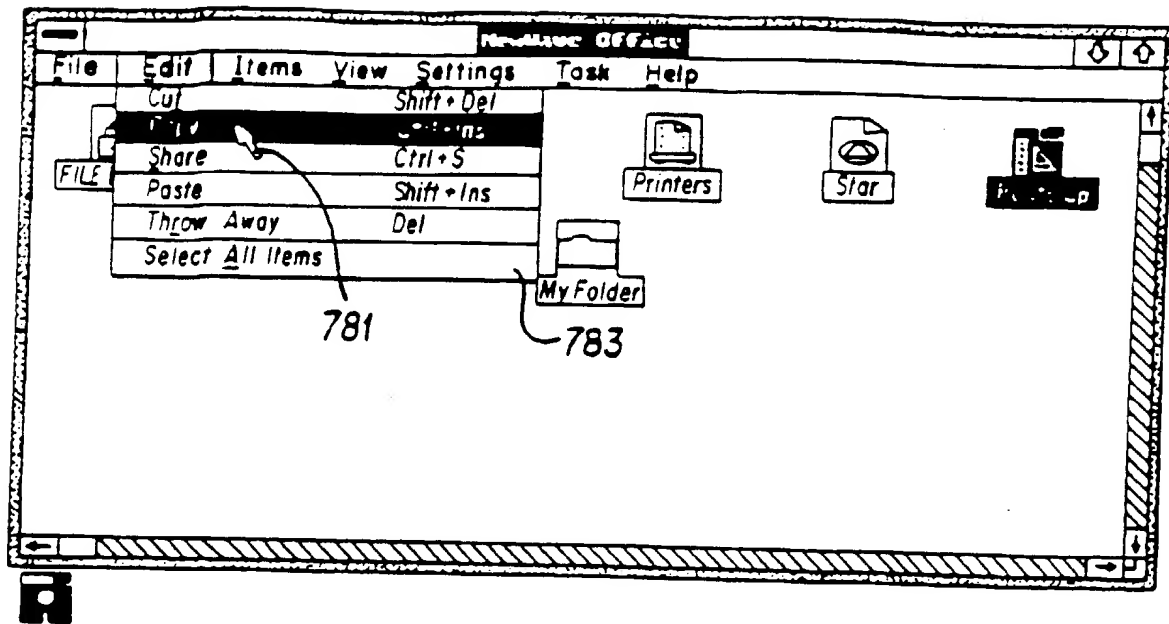 NewWave Office
File Edit Items View Settings Task Help
Cut Shift+Del
Copy
Share Ctrl+S
Paste Shift+Ins
Throw Away Del
Select All Items
FILE
Printers
Star
My Folder
781
783